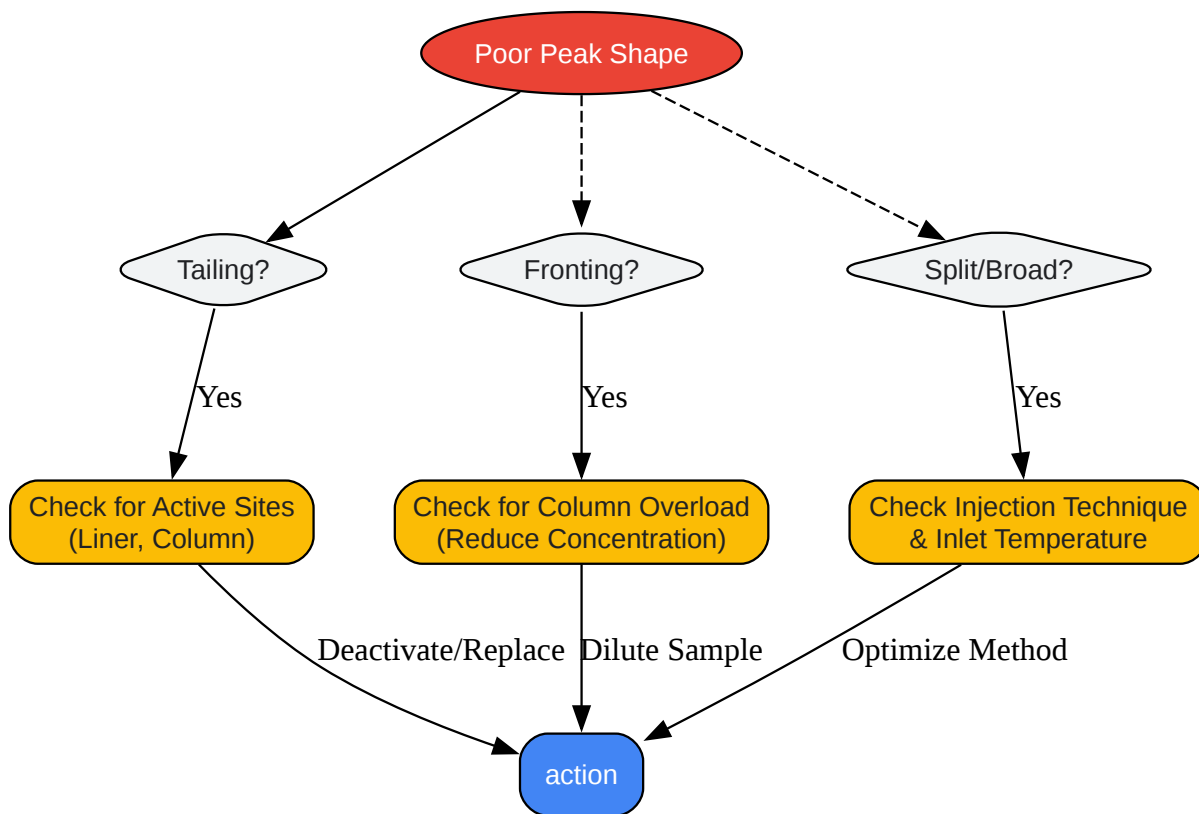 Poor Peak Shape
Tailing?
Fronting?
Split/Broad?
Yes
Yes
Yes
Check for Active Sites
(Liner, Column)
Check for Column Overload
(Reduce Concentration)
Check Injection Technique
& Inlet Temperature
Deactivate/Replace
Dilute Sample
Optimize Method
action